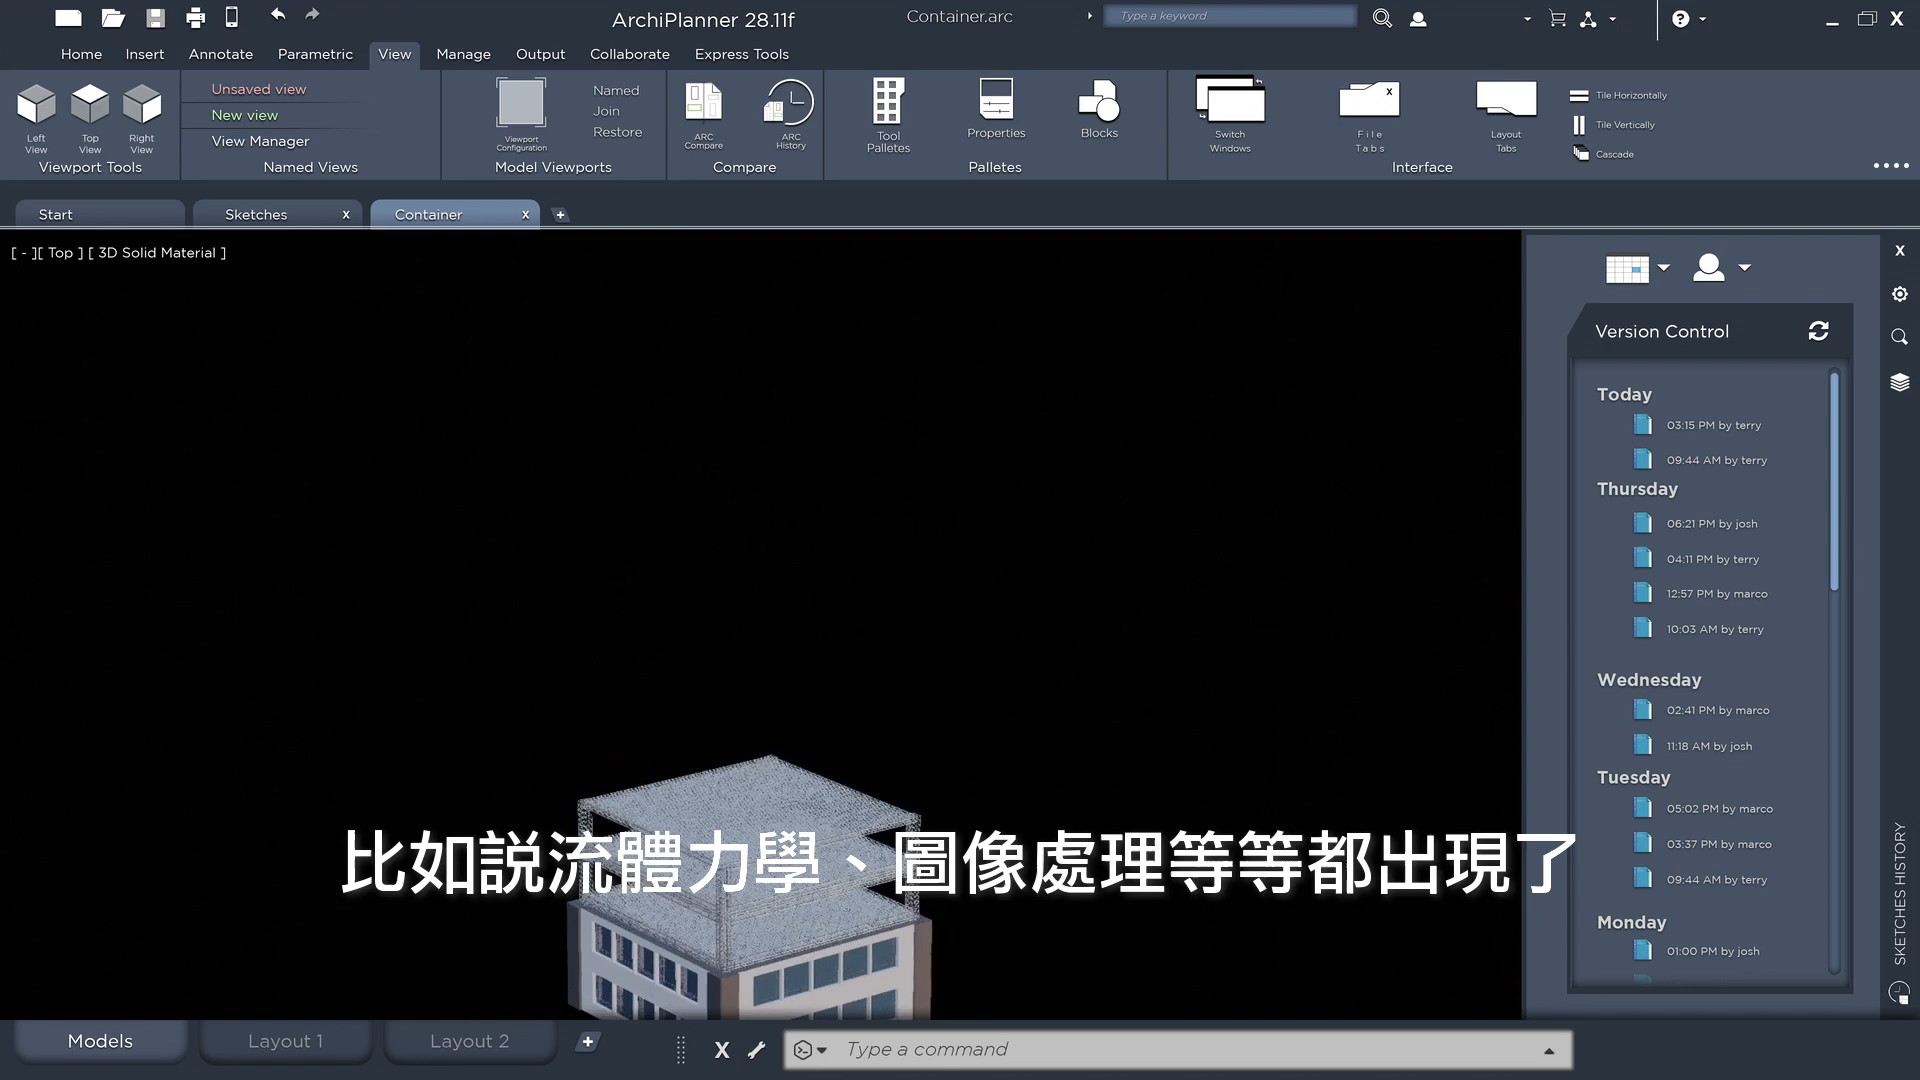 ArchiPlanner 28.11f
Container.arc
Type a keyword
Home Insert Annotate Parametric View Manage Output Collaborate Express Tools
Left View
Top View
Right View
Viewport Tools
Unsaved view
New view
View Manager
Named Views
Viewport Configuration
Named
Join
Restore
Model Viewports
ARC Compare
ARC History
Compare
Tool Palletes
Properties
Blocks
Palletes
Switch Windows
File Tabs
Layout Tabs
Tile Horizontally
Tile Vertically
Cascade
Interface
Start
Sketches x
Container x
[ - ][ Top ] [ 3D Solid Material ]
Version Control
Today
03:15 PM by terry
09:44 AM by terry
Thursday
06:21 PM by josh
04:11 PM by terry
12:57 PM by marco
10:03 AM by terry
Wednesday
02:41 PM by marco
11:18 AM by josh
Tuesday
05:02 PM by marco
03:37 PM by marco
09:44 AM by terry
Monday
01:00 PM by josh
SKETCHES HISTORY
比如説流體力學、圖像處理等等都出現了
Models Layout 1 Layout 2
Type a command